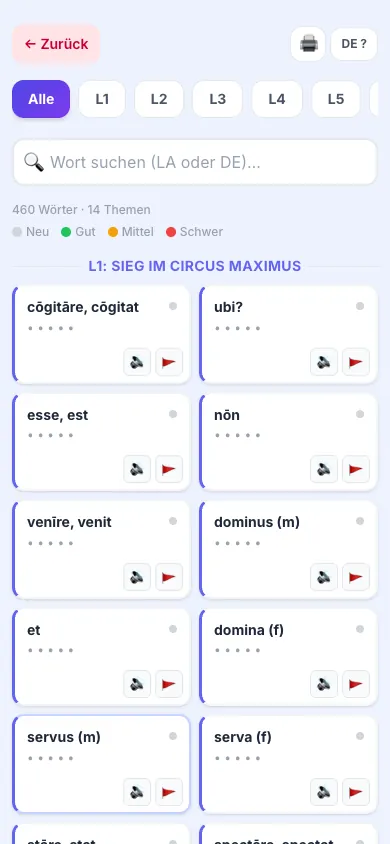 ← Zurück
DE ?
Alle L1 L2 L3 L4 L5
Wort suchen (LA oder DE)...
460 Wörter · 14 Themen
Neu Gut Mittel Schwer
L1: SIEG IM CIRCUS MAXIMUS
cōgitāre, cōgitat
ubi?
esse, est
nōn
venīre, venit
dominus (m)
et
domina (f)
servus (m)
serva (f)